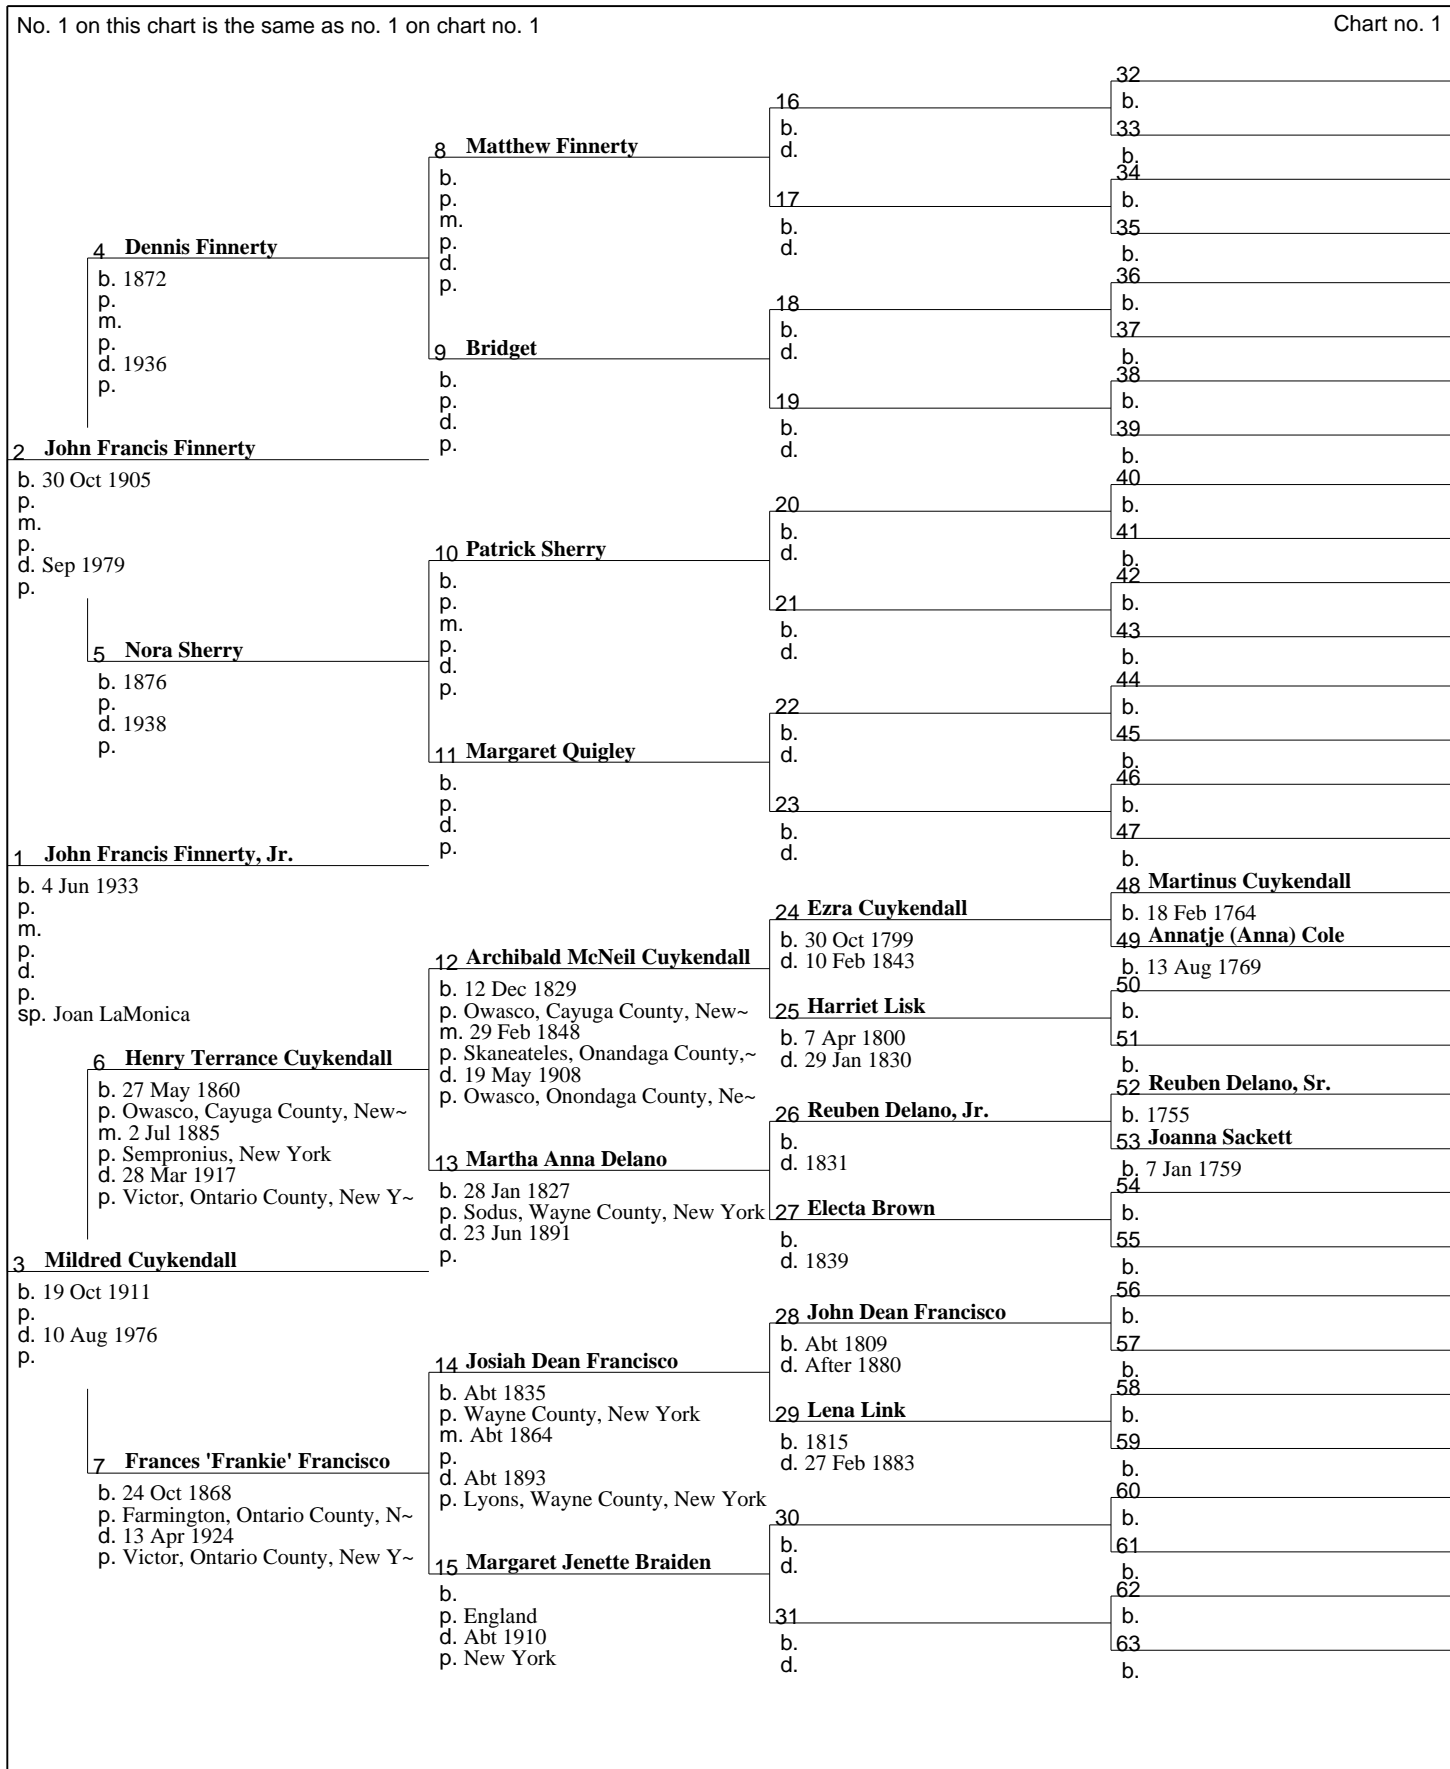 No. 1 on this chart is the same as no. 1 on chart no. 1
Chart no. 1
2 John Francis Finnerty
b. 30 Oct 1905
p.
m.
p.
d. Sep 1979
p.
1 John Francis Finnerty, Jr.
b. 4 Jun 1933
p.
m.
p.
d.
p.
sp. Joan LaMonica
3 Mildred Cuykendall
b. 19 Oct 1911
p.
d. 10 Aug 1976
p.
4 Dennis Finnerty
b. 1872
p.
m.
p.
d. 1936
p.
5 Nora Sherry
b. 1876
p.
d. 1938
p.
6 Henry Terrance Cuykendall
b. 27 May 1860
p. Owasco, Cayuga County, New~
m. 2 Jul 1885
p. Sempronius, New York
d. 28 Mar 1917
p. Victor, Ontario County, New Y~
7 Frances 'Frankie' Francisco
b. 24 Oct 1868
p. Farmington, Ontario County, N~
d. 13 Apr 1924
p. Victor, Ontario County, New Y~
8 Matthew Finnerty
b.
p.
m.
p.
d.
p.
9 Bridget
b.
p.
d.
p.
10 Patrick Sherry
b.
p.
m.
p.
d.
p.
11 Margaret Quigley
b.
p.
d.
p.
12 Archibald McNeil Cuykendall
b. 12 Dec 1829
p. Owasco, Cayuga County, New~
m. 29 Feb 1848
p. Skaneateles, Onandaga County,~
d. 19 May 1908
p. Owasco, Onondaga County, Ne~
13 Martha Anna Delano
b. 28 Jan 1827
p. Sodus, Wayne County, New York
d. 23 Jun 1891
p.
14 Josiah Dean Francisco
b. Abt 1835
p. Wayne County, New York
m. Abt 1864
p.
d. Abt 1893
p. Lyons, Wayne County, New York
15 Margaret Jenette Braiden
b.
p. England
d. Abt 1910
p. New York
16
b.
d.
17
b.
d.
18
b.
d.
19
b.
d.
20
b.
d.
21
b.
d.
22
b.
d.
23
b.
d.
24 Ezra Cuykendall
b. 30 Oct 1799
d. 10 Feb 1843
25 Harriet Lisk
b. 7 Apr 1800
d. 29 Jan 1830
26 Reuben Delano, Jr.
b.
d. 1831
27 Electa Brown
b.
d. 1839
28 John Dean Francisco
b. Abt 1809
d. After 1880
29 Lena Link
b. 1815
d. 27 Feb 1883
30
b.
d.
31
b.
d.
32
b.
33
b.
34
b.
35
b.
36
b.
37
b.
38
b.
39
b.
40
b.
41
b.
42
b.
43
b.
44
b.
45
b.
46
b.
47
b.
48 Martinus Cuykendall
b. 18 Feb 1764
49 Annatje (Anna) Cole
b. 13 Aug 1769
50
b.
51
b.
52 Reuben Delano, Sr.
b. 1755
53 Joanna Sackett
b. 7 Jan 1759
54
b.
55
b.
56
b.
57
b.
58
b.
59
b.
60
b.
61
b.
62
b.
63
b.